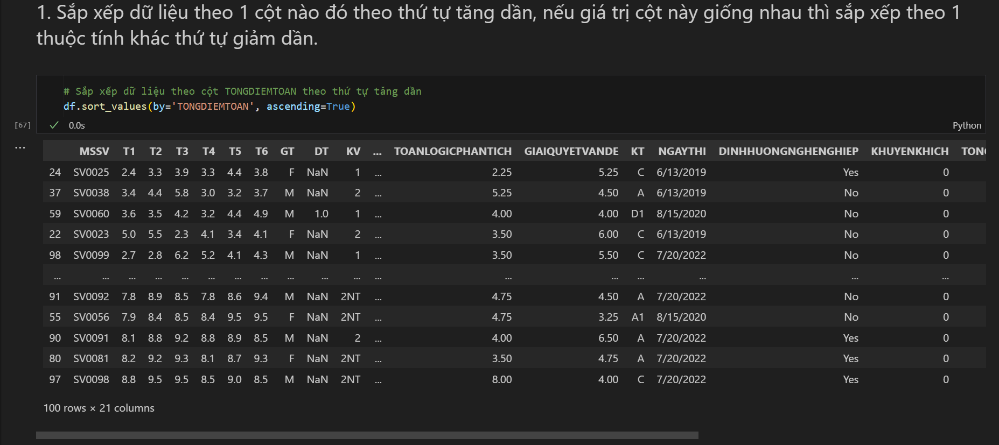 1. Sắp xếp dữ liệu theo 1 cột nào đó theo thứ tự tăng dần, nếu giá trị cột này giống nhau thì sắp xếp theo 1
thuộc tính khác thứ tự giảm dần.
# Sắp xếp dữ liệu theo cột TONGDIEMTOAN theo thứ tự tăng dần
df.sort_values(by='TONGDIEMTOAN', ascending=True)
[67] 0.0s Python
...
MSSV T1 T2 T3 T4 T5 T6 GT DT KV ... TOANLOGICPHANTICH GIAIQUYETVANDE KT NGAYTHI DINHHUONGNGHENGHIEP KHUYENKHICH TONG
24 SV0025 2.4 3.3 3.9 3.3 4.4 3.8 F NaN 1 ... 2.25 5.25 C 6/13/2019 Yes 0
37 SV0038 3.4 4.4 5.8 3.0 3.2 3.7 M NaN 2 ... 5.25 4.50 A 6/13/2019 No 0
59 SV0060 3.6 3.5 4.2 3.2 4.4 4.9 M 1.0 1 ... 4.00 4.00 D1 8/15/2020 No 0
22 SV0023 5.0 5.5 2.3 4.1 3.4 4.1 F NaN 2 ... 3.50 6.00 C 6/13/2019 No 0
98 SV0099 2.7 2.8 6.2 5.2 4.1 4.3 M NaN 1 ... 3.50 5.50 C 7/20/2022 No 0
... ... ... ... ... ... ... ... ... ... ... ... ... ... ... ... ... ...
91 SV0092 7.8 8.9 8.5 7.8 8.6 9.4 M NaN 2NT ... 4.75 4.50 A 7/20/2022 No 0
55 SV0056 7.9 8.4 8.5 8.4 9.5 9.5 F NaN 2NT ... 4.75 3.25 A1 8/15/2020 No 0
90 SV0091 8.1 8.8 9.2 8.8 8.9 8.5 M NaN 2 ... 4.00 6.50 A 7/20/2022 Yes 0
80 SV0081 8.2 9.2 9.3 8.1 8.7 9.3 F NaN 2NT ... 3.50 4.75 A 7/20/2022 Yes 0
97 SV0098 8.8 9.5 9.5 8.5 9.0 8.5 M NaN 2NT ... 8.00 4.00 C 7/20/2022 Yes 0
100 rows × 21 columns